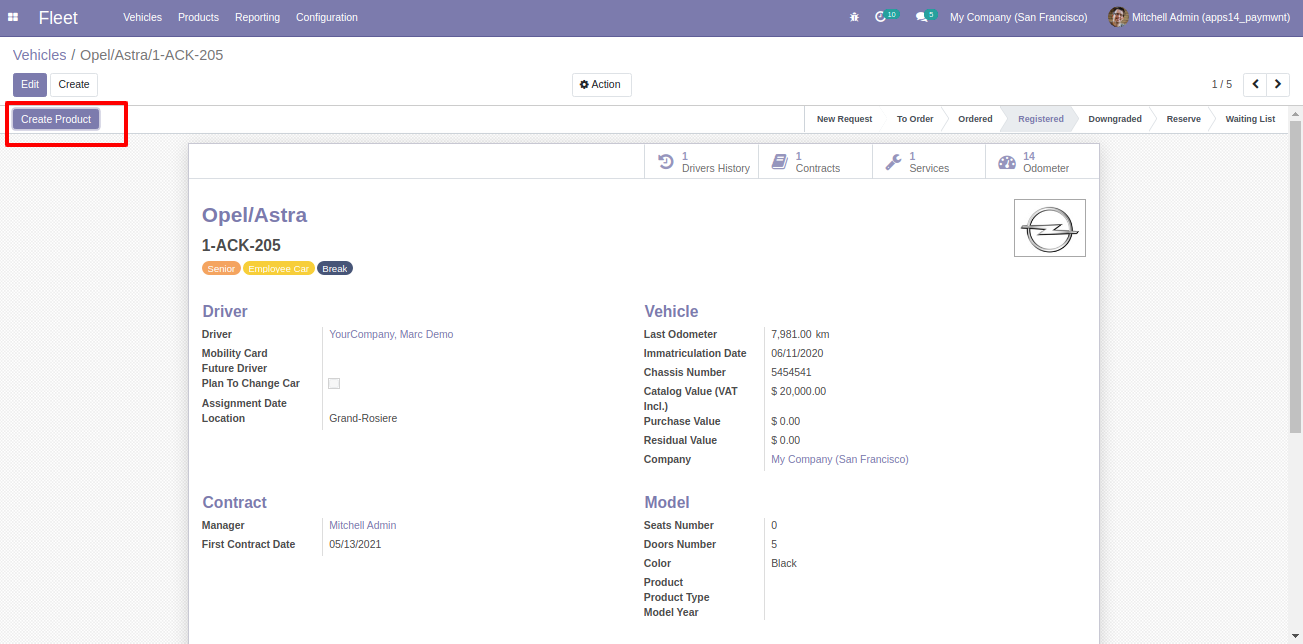 Fleet Vehicles Products Reporting Configuration 10 5 My Company (San Francisco) Mitchell Admin (apps14_paymwnt)
Vehicles / Opel/Astra/1-ACK-205
Edit Create Action 1 / 5
Create Product New Request To Order Ordered Registered Downgraded Reserve Waiting List
1 Drivers History
1 Contracts
1 Services
14 Odometer
Opel/Astra
1-ACK-205
Senior Employee Car Break
Driver
Driver YourCompany, Marc Demo
Mobility Card
Future Driver
Plan To Change Car
Assignment Date
Location Grand-Rosiere
Vehicle
Last Odometer 7,981.00 km
Immatriculation Date 06/11/2020
Chassis Number 5454541
Catalog Value (VAT $ 20,000.00
Incl.)
Purchase Value $ 0.00
Residual Value $ 0.00
Company My Company (San Francisco)
Contract
Manager Mitchell Admin
First Contract Date 05/13/2021
Model
Seats Number 0
Doors Number 5
Color Black
Product
Product Type
Model Year